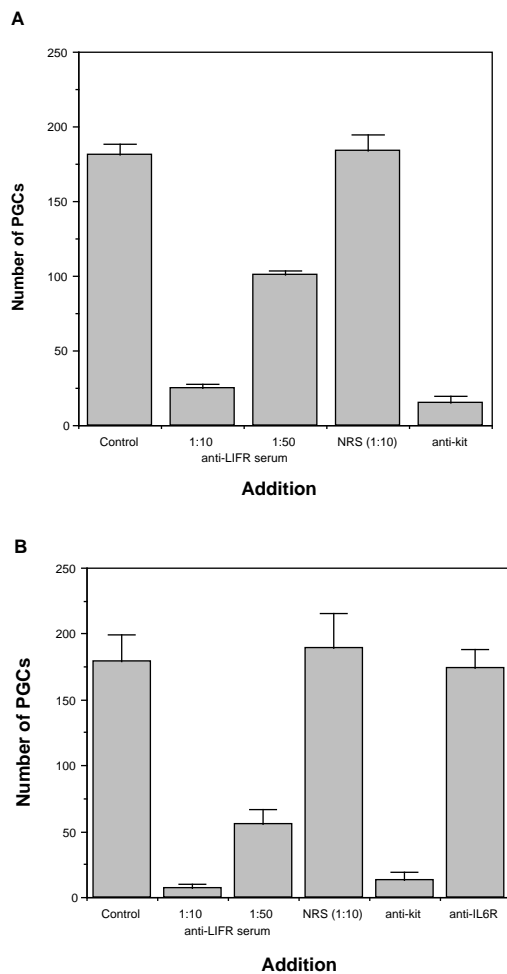 A
250
200
150
100
50
0
Number of PGCs
Control 1:10 1:50 NRS (1:10) anti-kit
anti-LIFR serum
Addition
B
250
200
150
100
50
0
Number of PGCs
Control 1:10 1:50 NRS (1:10) anti-kit anti-IL6R
anti-LIFR serum
Addition